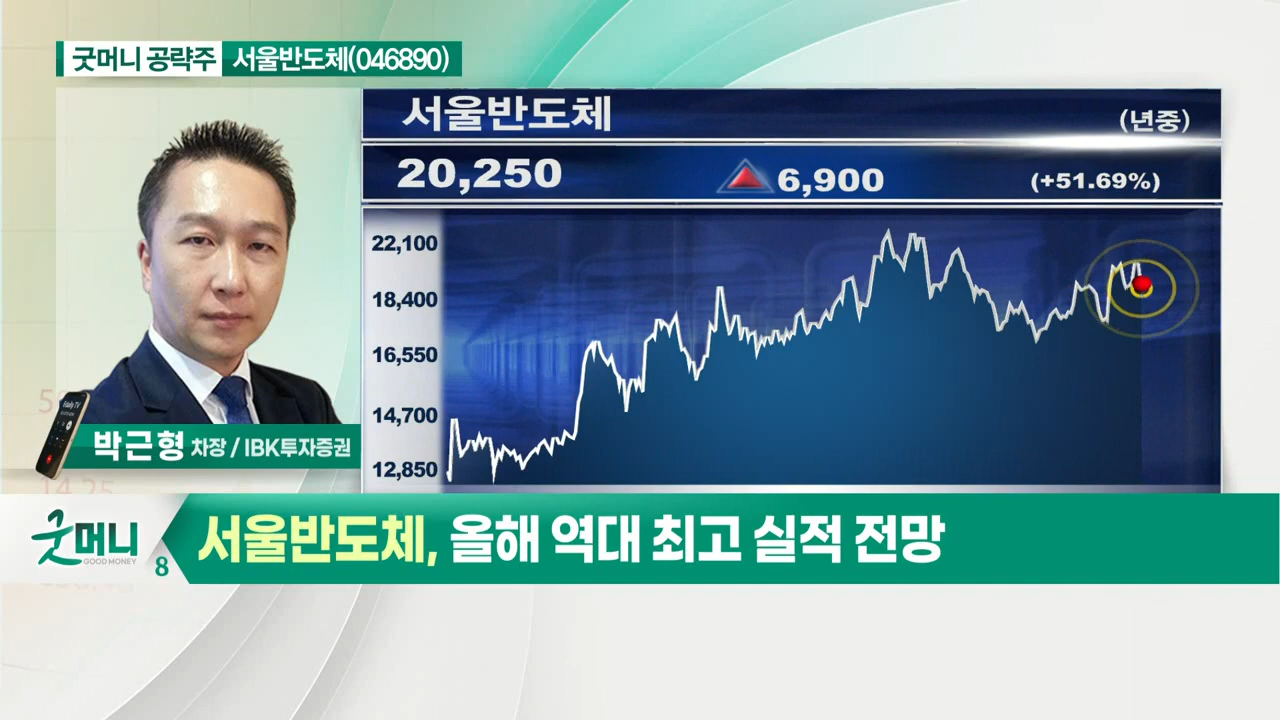 굿머니 공략주 서울반도체(046890)
서울반도체 (년중)
20,250 6,900 (+51.69%)
22,100
18,400
16,550
14,700
12,850
박근형 차장 / IBK투자증권
굿머니
GOOD MONEY
8
서울반도체, 올해 역대 최고 실적 전망